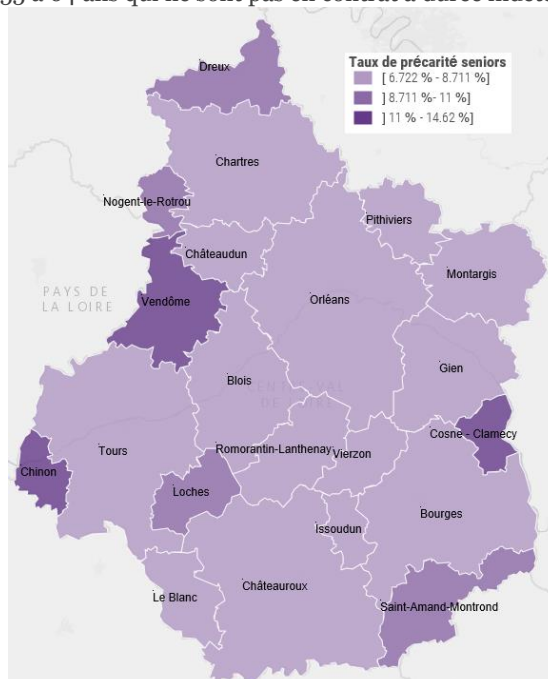 Taux de précarité seniors
[ 6.722 % - 8.711 %]
] 8.711 %- 11 %]
] 11 % - 14.62 %]
Dreux
Chartres
Nogent-le-Rotrou
Pithiviers
Châteaudun
Montargis
PAYS DE
LA LOIRE
Vendôme
Orléans
Gien
Blois
Cosne - Clamecy
Tours
Romorantin-Lanthenay
Vierzon
Chinon
Loches
Bourges
Issoudun
Le Blanc
Châteauroux
Saint-Amand-Montrond